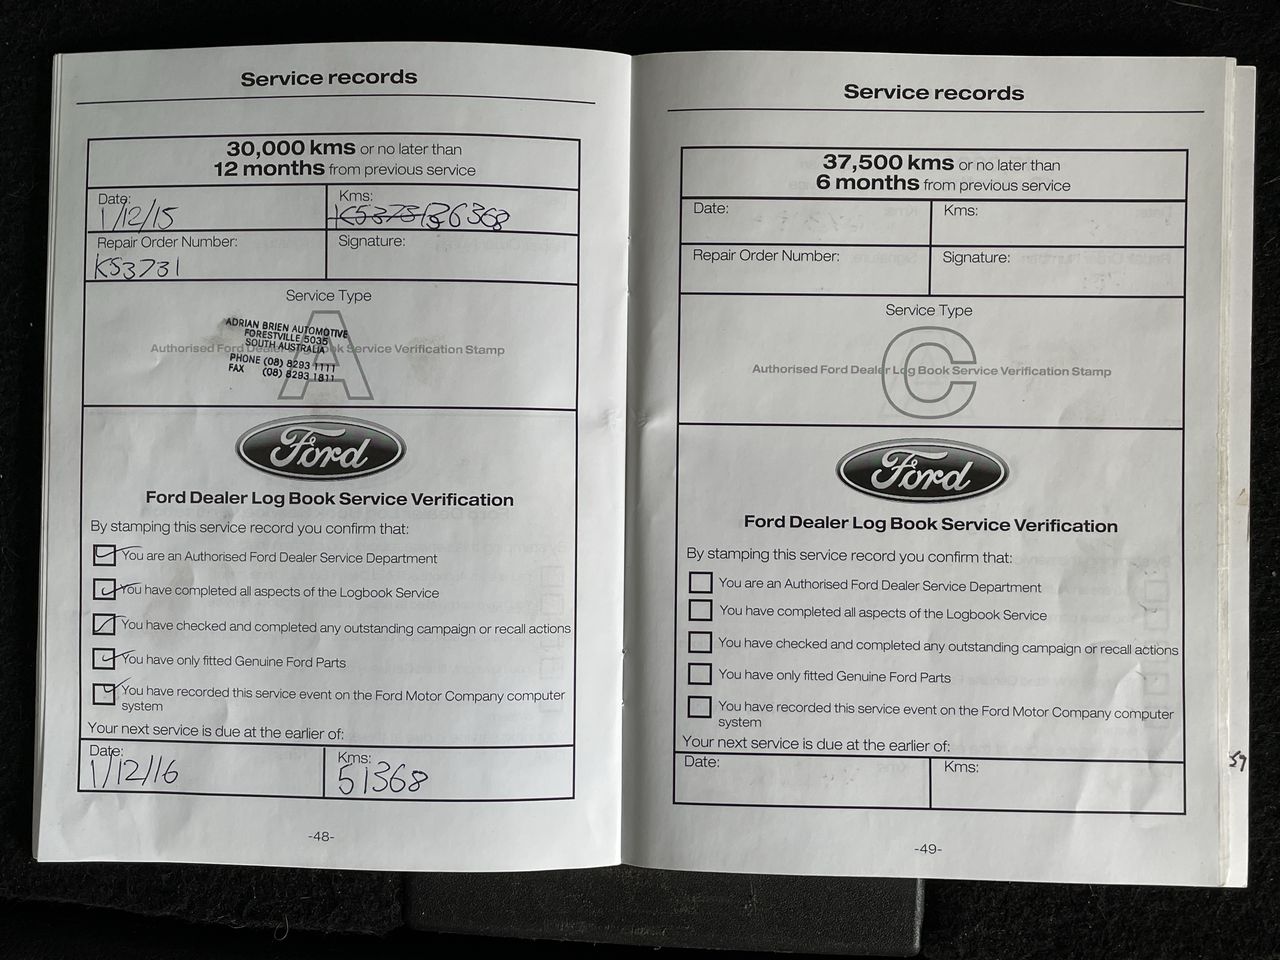 Service records
30,000 kms or no later than
12 months from previous service
Date:
1/12/15
Kms:
36368
Repair Order Number:
KS3731
Signature:
Service Type
A
ADRIAN BRIEN AUTOMOTIVE
FORESTVILLE 5035
SOUTH AUSTRALIA
PHONE (08) 8293 1111
FAX (08) 8293 1811
Authorised Ford Dealer Log Book Service Verification Stamp
Ford
Ford Dealer Log Book Service Verification
By stamping this service record you confirm that:
You are an Authorised Ford Dealer Service Department
You have completed all aspects of the Logbook Service
You have checked and completed any outstanding campaign or recall actions
You have only fitted Genuine Ford Parts
You have recorded this service event on the Ford Motor Company computer
system
Your next service is due at the earlier of:
Date:
1/12/16
Kms:
51368
-48-
Service records
37,500 kms or no later than
6 months from previous service
Date:
Kms:
Repair Order Number:
Signature:
Service Type
C
Authorised Ford Dealer Log Book Service Verification Stamp
Ford
Ford Dealer Log Book Service Verification
By stamping this service record you confirm that:
You are an Authorised Ford Dealer Service Department
You have completed all aspects of the Logbook Service
You have checked and completed any outstanding campaign or recall actions
You have only fitted Genuine Ford Parts
You have recorded this service event on the Ford Motor Company computer
system
Your next service is due at the earlier of:
Date:
Kms:
-49-